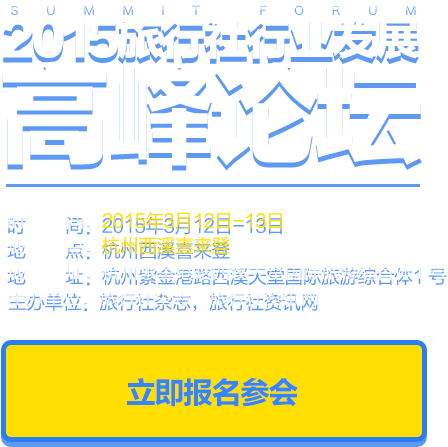 SUMMIT FORUM
2015旅行社行业发展
高峰论坛
时 间：2015年3月12日-13日
地 点：杭州西溪喜来登
地 址：杭州紫金港路西溪天堂国际旅游综合体1号
主办单位：旅行社杂志，旅行社资讯网
立即报名参会